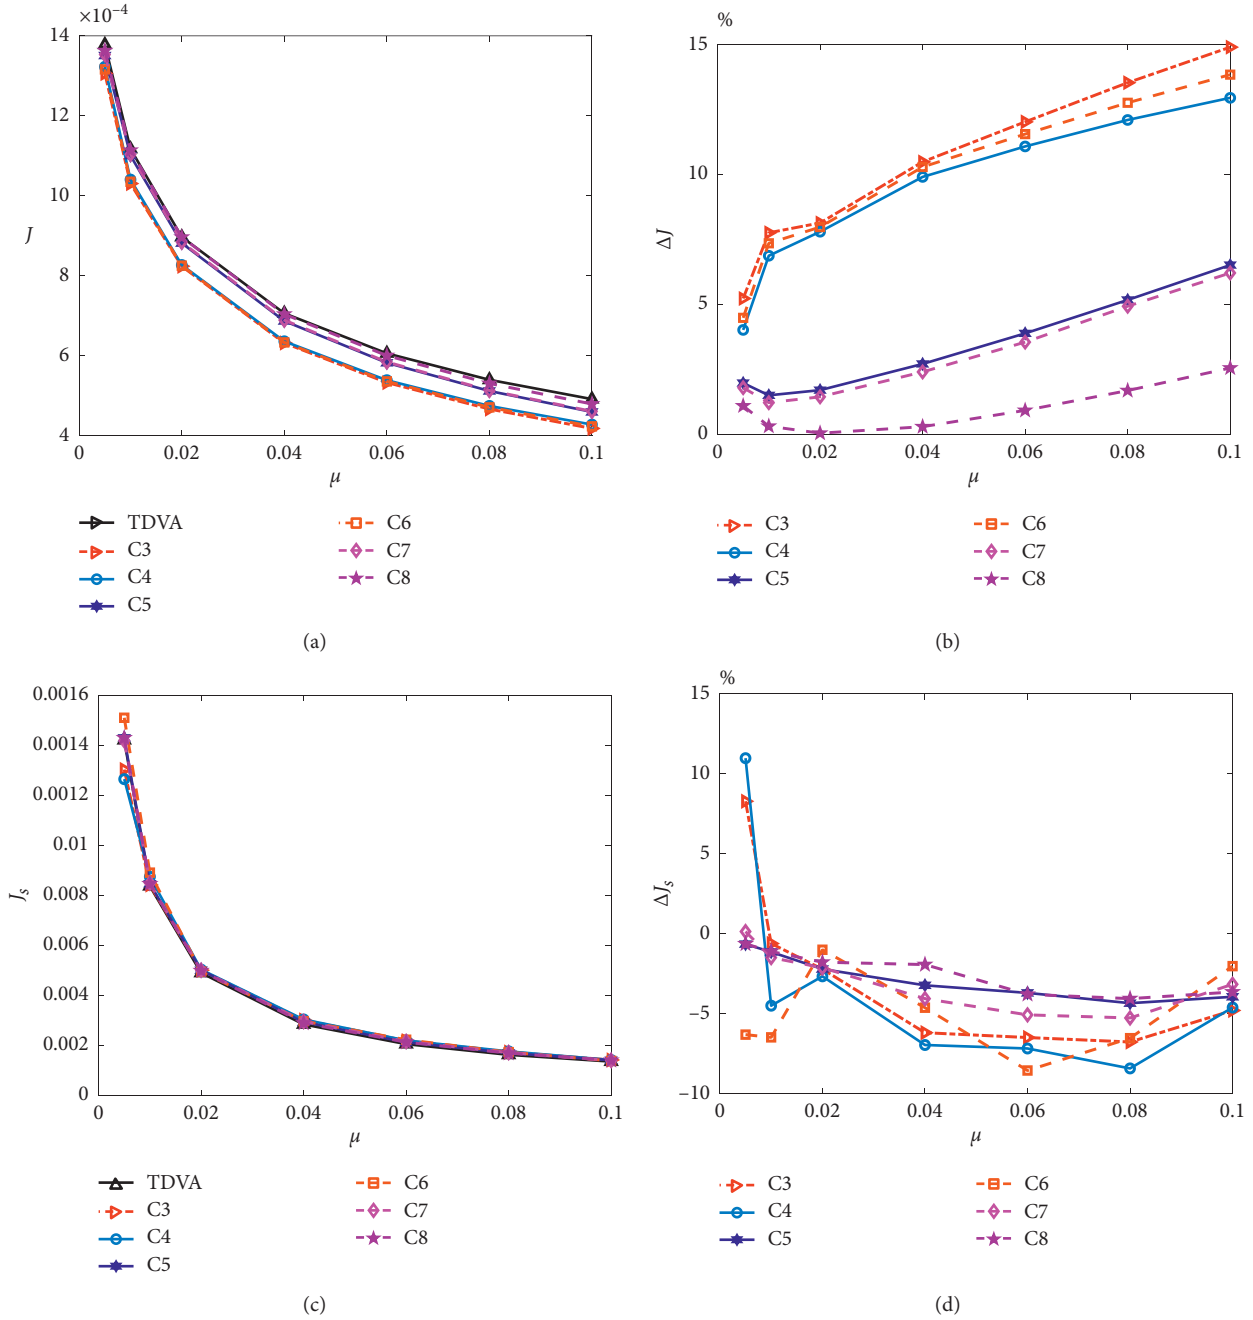 ×10⁻⁴
14
12
10
8
6
4
J
0 0.02 0.04 0.06 0.08 0.1
μ
TDVA
C3
C4
C5
C6
C7
C8
(a)
%
15
10
5
0
ΔJ
0 0.02 0.04 0.06 0.08 0.1
μ
C3
C4
C5
C6
C7
C8
(b)
0.0016
0.0014
0.0012
0.01
0.008
0.006
0.004
0.002
0
Jₛ
0 0.02 0.04 0.06 0.08 0.1
μ
TDVA
C3
C4
C5
C6
C7
C8
(c)
%
15
10
5
0
−5
−10
ΔJₛ
0 0.02 0.04 0.06 0.08 0.1
μ
C3
C4
C5
C6
C7
C8
(d)